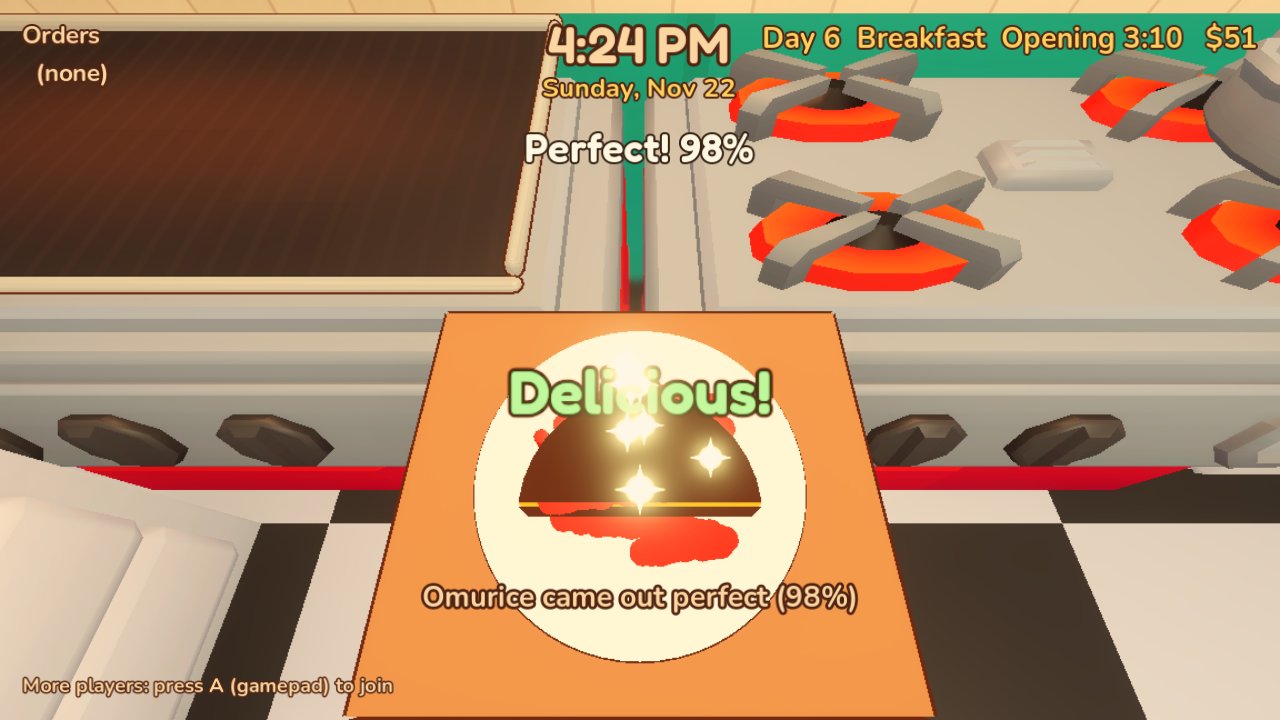 Orders
(none)
4:24 PM
Sunday, Nov 22
Day 6 Breakfast Opening 3:10 $51
Perfect! 98%
Delicious!
Omurice came out perfect (98%)
More players: press A (gamepad) to join